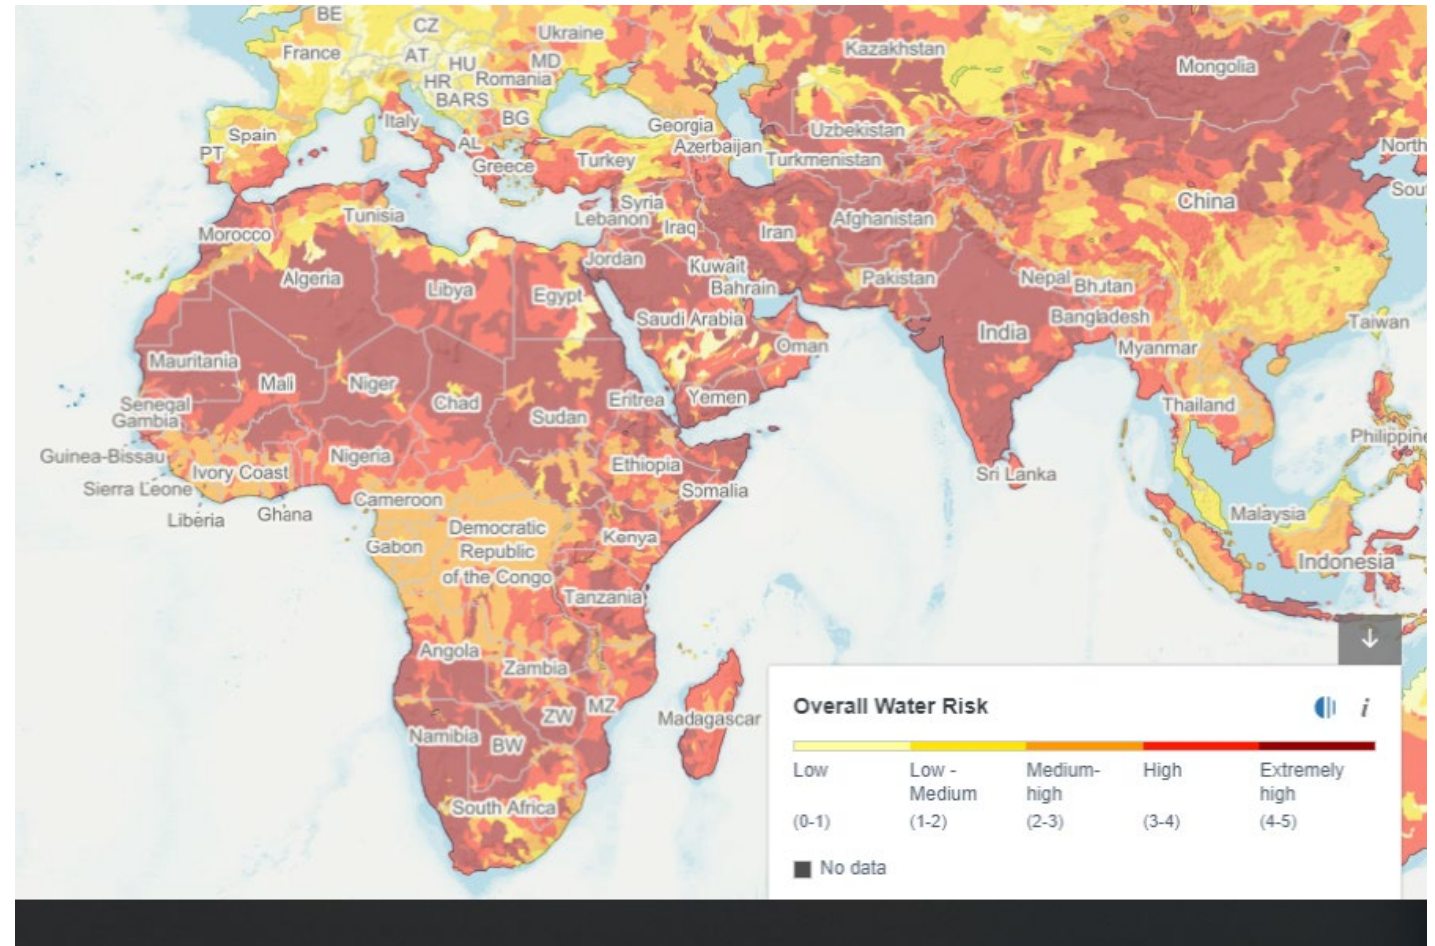 BE
CZ
Ukraine
Kazakhstan
France
AT
HU
MD
Mongolia
HR
Romania
BARS
Italy
BG
Spain
PT
AL
Georgia
Uzbekistan
Azerbaijan
Turkmenistan
North
Greece
Turkey
Sou
China
Tunisia
Syria
Lebanon
Afghanistan
Morocco
Iraq
Iran
Jordan
Kuwait
Algeria
Libya
Egypt
Bahrain
Pakistan
Nepal
Bhutan
Saudi Arabia
India
Bangladesh
Taiwan
Oman
Myanmar
Mauritania
Mali
Niger
Chad
Eritrea
Yemen
Senegal
Gambia
Sudan
Thailand
Guinea-Bissau
Nigeria
Philippine
Ivory Coast
Ethiopia
Sri Lanka
Sierra Leone
Somalia
Cameroon
Liberia
Ghana
Malaysia
Democratic
Republic
of the Congo
Gabon
Kenya
Indonesia
Tanzania
Angola
Zambia
MZ
ZW
Madagascar
Namibia
BW
South Africa
Overall Water Risk
i
Low
Low -
Medium
Medium-
high
High
Extremely
high
(0-1)
(1-2)
(2-3)
(3-4)
(4-5)
No data